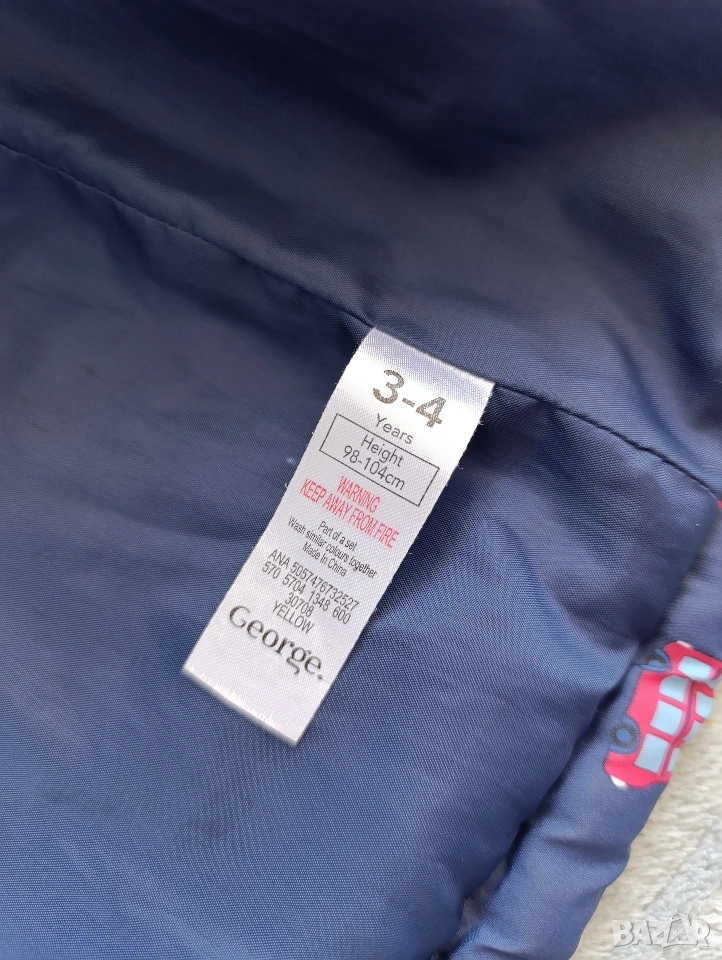 3-4
Years
Height
98-104cm
WARNING
KEEP AWAY FROM FIRE
Part of a set
Wash similar colours together
Made In China
ANA 5057476732527
570 5704 1348 600
30708
YELLOW
George.
BAZAR